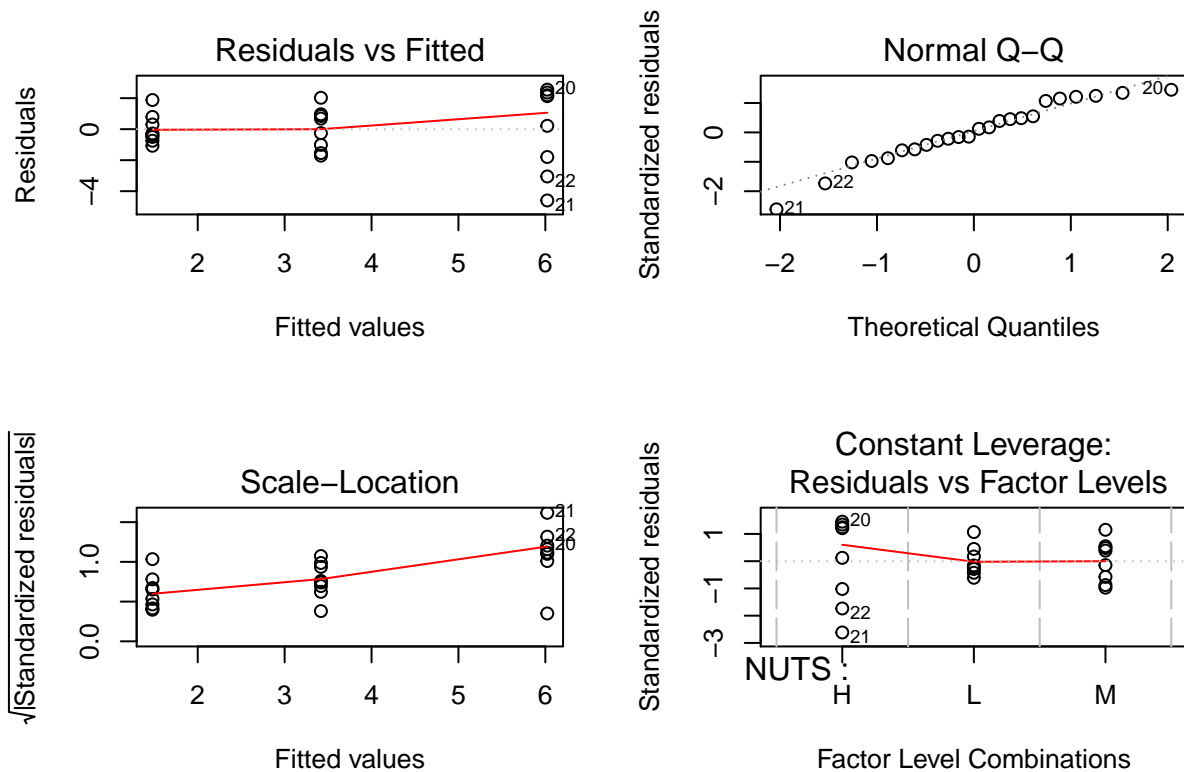 Residuals vs Fitted
Residuals
0
−4
20
22
21
2 3 4 5 6
Fitted values
Normal Q−Q
Standardized residuals
0
−2
20
22
21
−2 −1 0 1 2
Theoretical Quantiles
Scale−Location
√|Standardized residuals|
1.0
0.0
21
22
20
2 3 4 5 6
Fitted values
Constant Leverage:
Residuals vs Factor Levels
Standardized residuals
1
−1
−3
20
22
21
NUTS :
H L M
Factor Level Combinations